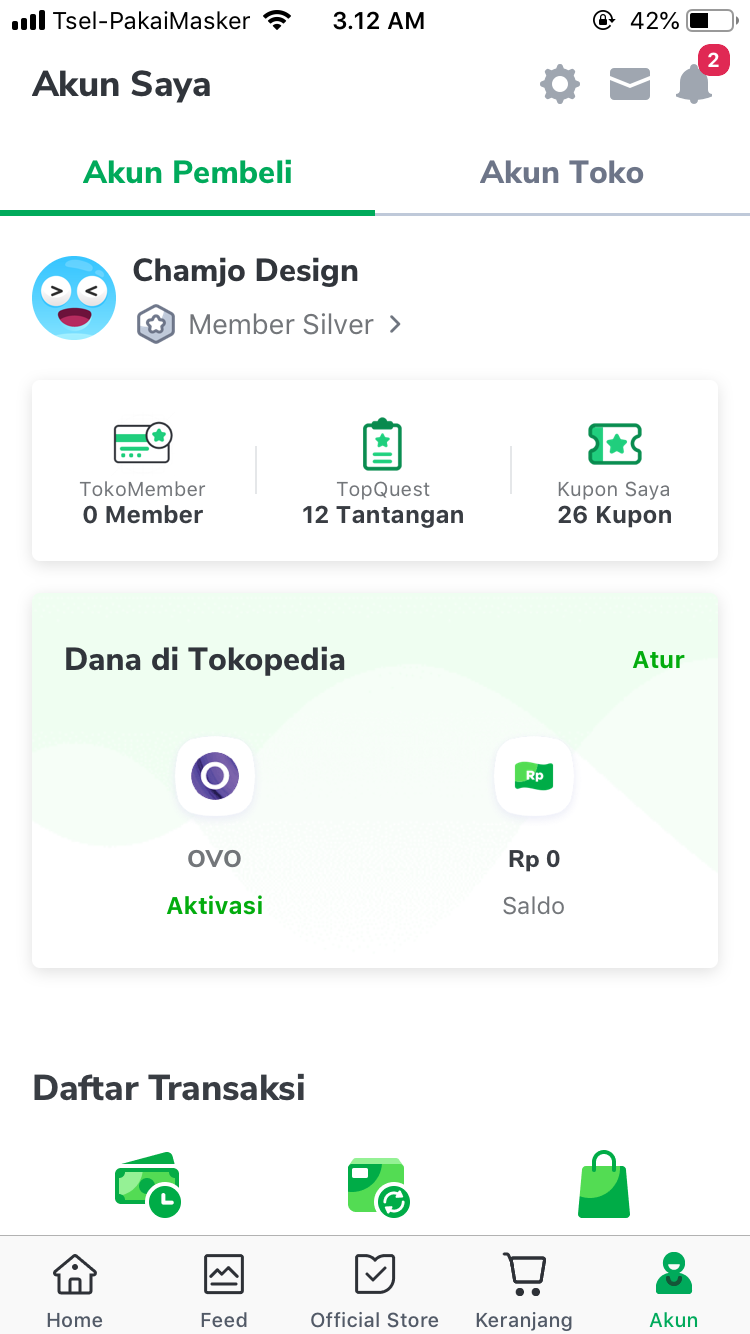 Tsel-PakaiMasker 3.12 AM 42%
Akun Saya
2
Akun Pembeli Akun Toko
Chamjo Design
Member Silver
TokoMember TopQuest Kupon Saya
0 Member 12 Tantangan 26 Kupon
Dana di Tokopedia Atur
Rp
OVO Rp 0
Aktivasi Saldo
Daftar Transaksi
Home Feed Official Store Keranjang Akun